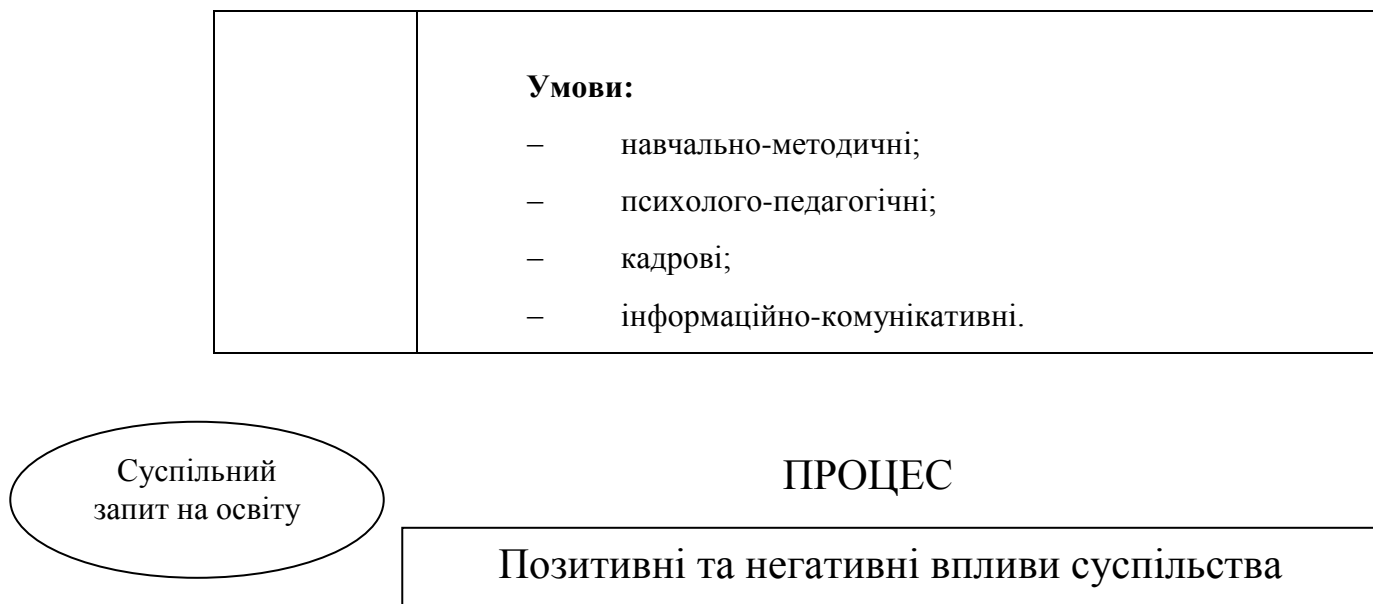 Умови:
– навчально-методичні;
– психолого-педагогічні;
– кадрові;
– інформаційно-комунікативні.
Суспільний
запит на освіту
ПРОЦЕС
Позитивні та негативні впливи суспільства